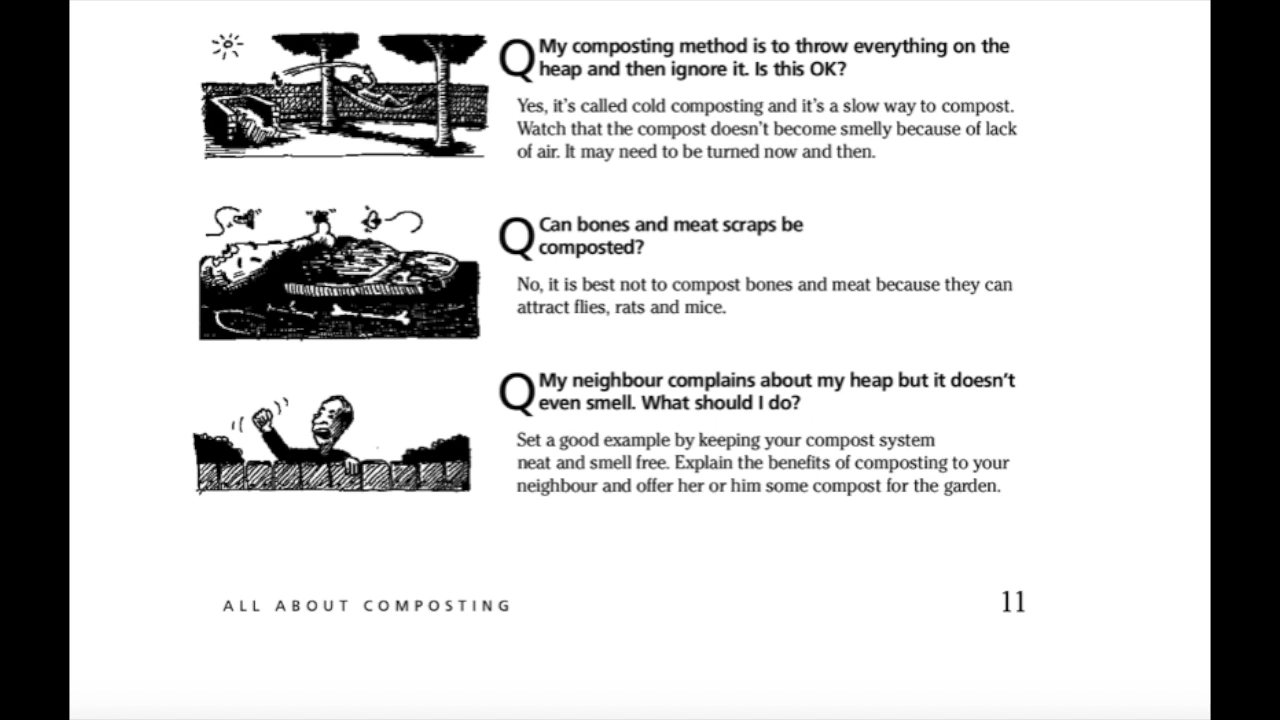 Q My composting method is to throw everything on the
heap and then ignore it. Is this OK?
Yes, it's called cold composting and it's a slow way to compost.
Watch that the compost doesn't become smelly because of lack
of air. It may need to be turned now and then.
Q Can bones and meat scraps be
composted?
No, it is best not to compost bones and meat because they can
attract flies, rats and mice.
Q My neighbour complains about my heap but it doesn't
even smell. What should I do?
Set a good example by keeping your compost system
neat and smell free. Explain the benefits of composting to your
neighbour and offer her or him some compost for the garden.
ALL ABOUT COMPOSTING
11